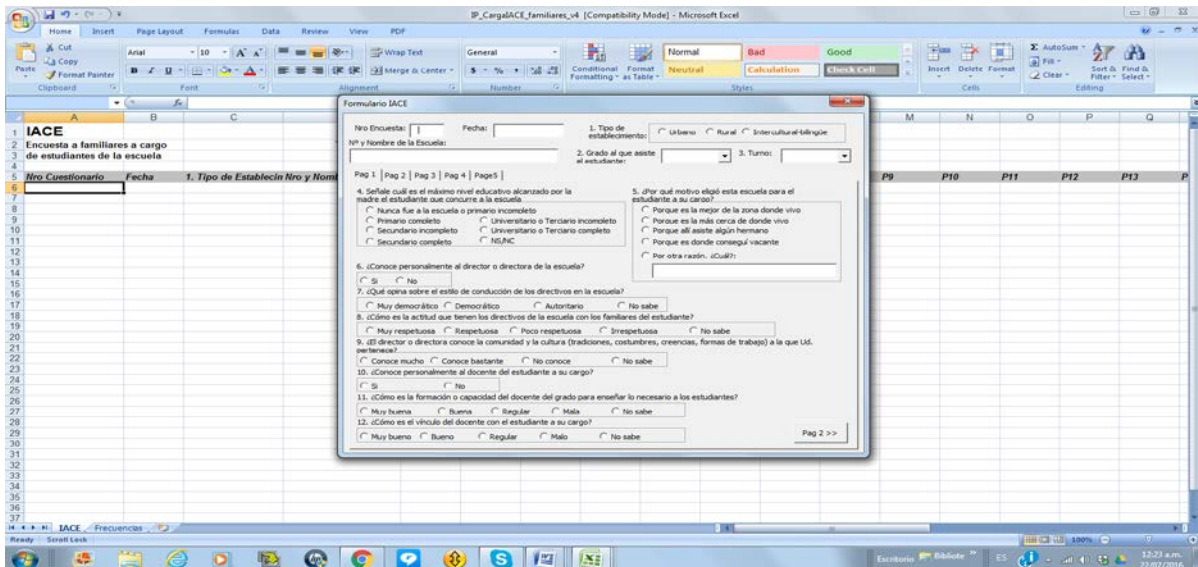 IP_CargaIACE_familiares_v4 [Compatibility Mode] - Microsoft Excel
Home Insert Page Layout Formulas Data Review View PDF
Cut
Copy
Format Painter
Paste
Arial 10
Wrap Text
Merge & Center
General
Conditional Formatting
Format as Table
Normal Bad Good
Neutral Calculation Check Cell
Insert Delete Format
AutoSum
Fill
Clear
Sort & Filter
Find & Select
Clipboard Font Alignment Number Styles Cells Editing
A B C M N O P Q
IACE
Encuesta a familiares a cargo
de estudiantes de la escuela
Nro Cuestionario Fecha 1. Tipo de Establecin Nro y Nomb P9 P10 P11 P12 P13 P
Formulario IACE
Nro Encuesta: Fecha:
1. Tipo de establecimiento: Urbano Rural Intercultural-bilingüe
Nº y Nombre de la Escuela:
2. Grado al que asiste el estudiante:
3. Turno:
Pag 1 Pag 2 Pag 3 Pag 4 Page5
4. Señale cuál es el máximo nivel educativo alcanzado por la
madre el estudiante que concurre a la escuela
Nunca fue a la escuela o primario incompleto
Primario completo Universitario o Terciario incompleto
Secundario incompleto Universitario o Terciario completo
Secundario completo NS/NC
5. ¿Por qué motivo eligió esta escuela para el
estudiante a su cargo?
Porque es la mejor de la zona donde vivo
Porque es la más cerca de donde vivo
Porque allí asiste algún hermano
Porque es donde conseguí vacante
Por otra razón. ¿Cuál?:
6. ¿Conoce personalmente al director o directora de la escuela?
Si No
7. ¿Qué opina sobre el estilo de conducción de los directivos en la escuela?
Muy democrático Democrático Autoritario No sabe
8. ¿Cómo es la actitud que tienen los directivos de la escuela con los familiares del estudiante?
Muy respetuosa Respetuosa Poco respetuosa Irrespetuosa No sabe
9. ¿El director o directora conoce la comunidad y la cultura (tradiciones, costumbres, creencias, formas de trabajo) a la que Ud.
pertenece?
Conoce mucho Conoce bastante No conoce No sabe
10. ¿Conoce personalmente al docente del estudiante a su cargo?
Si No
11. ¿Cómo es la formación o capacidad del docente del grado para enseñar lo necesario a los estudiantes?
Muy buena Buena Regular Mala No sabe
12. ¿Cómo es el vínculo del docente con el estudiante a su cargo?
Muy bueno Bueno Regular Malo No sabe
Pag 2 >>
IACE Frecuencias
Ready Scroll Lock 100%
Escritorio Bibliote ES 12:23 a.m.
22/02/2016